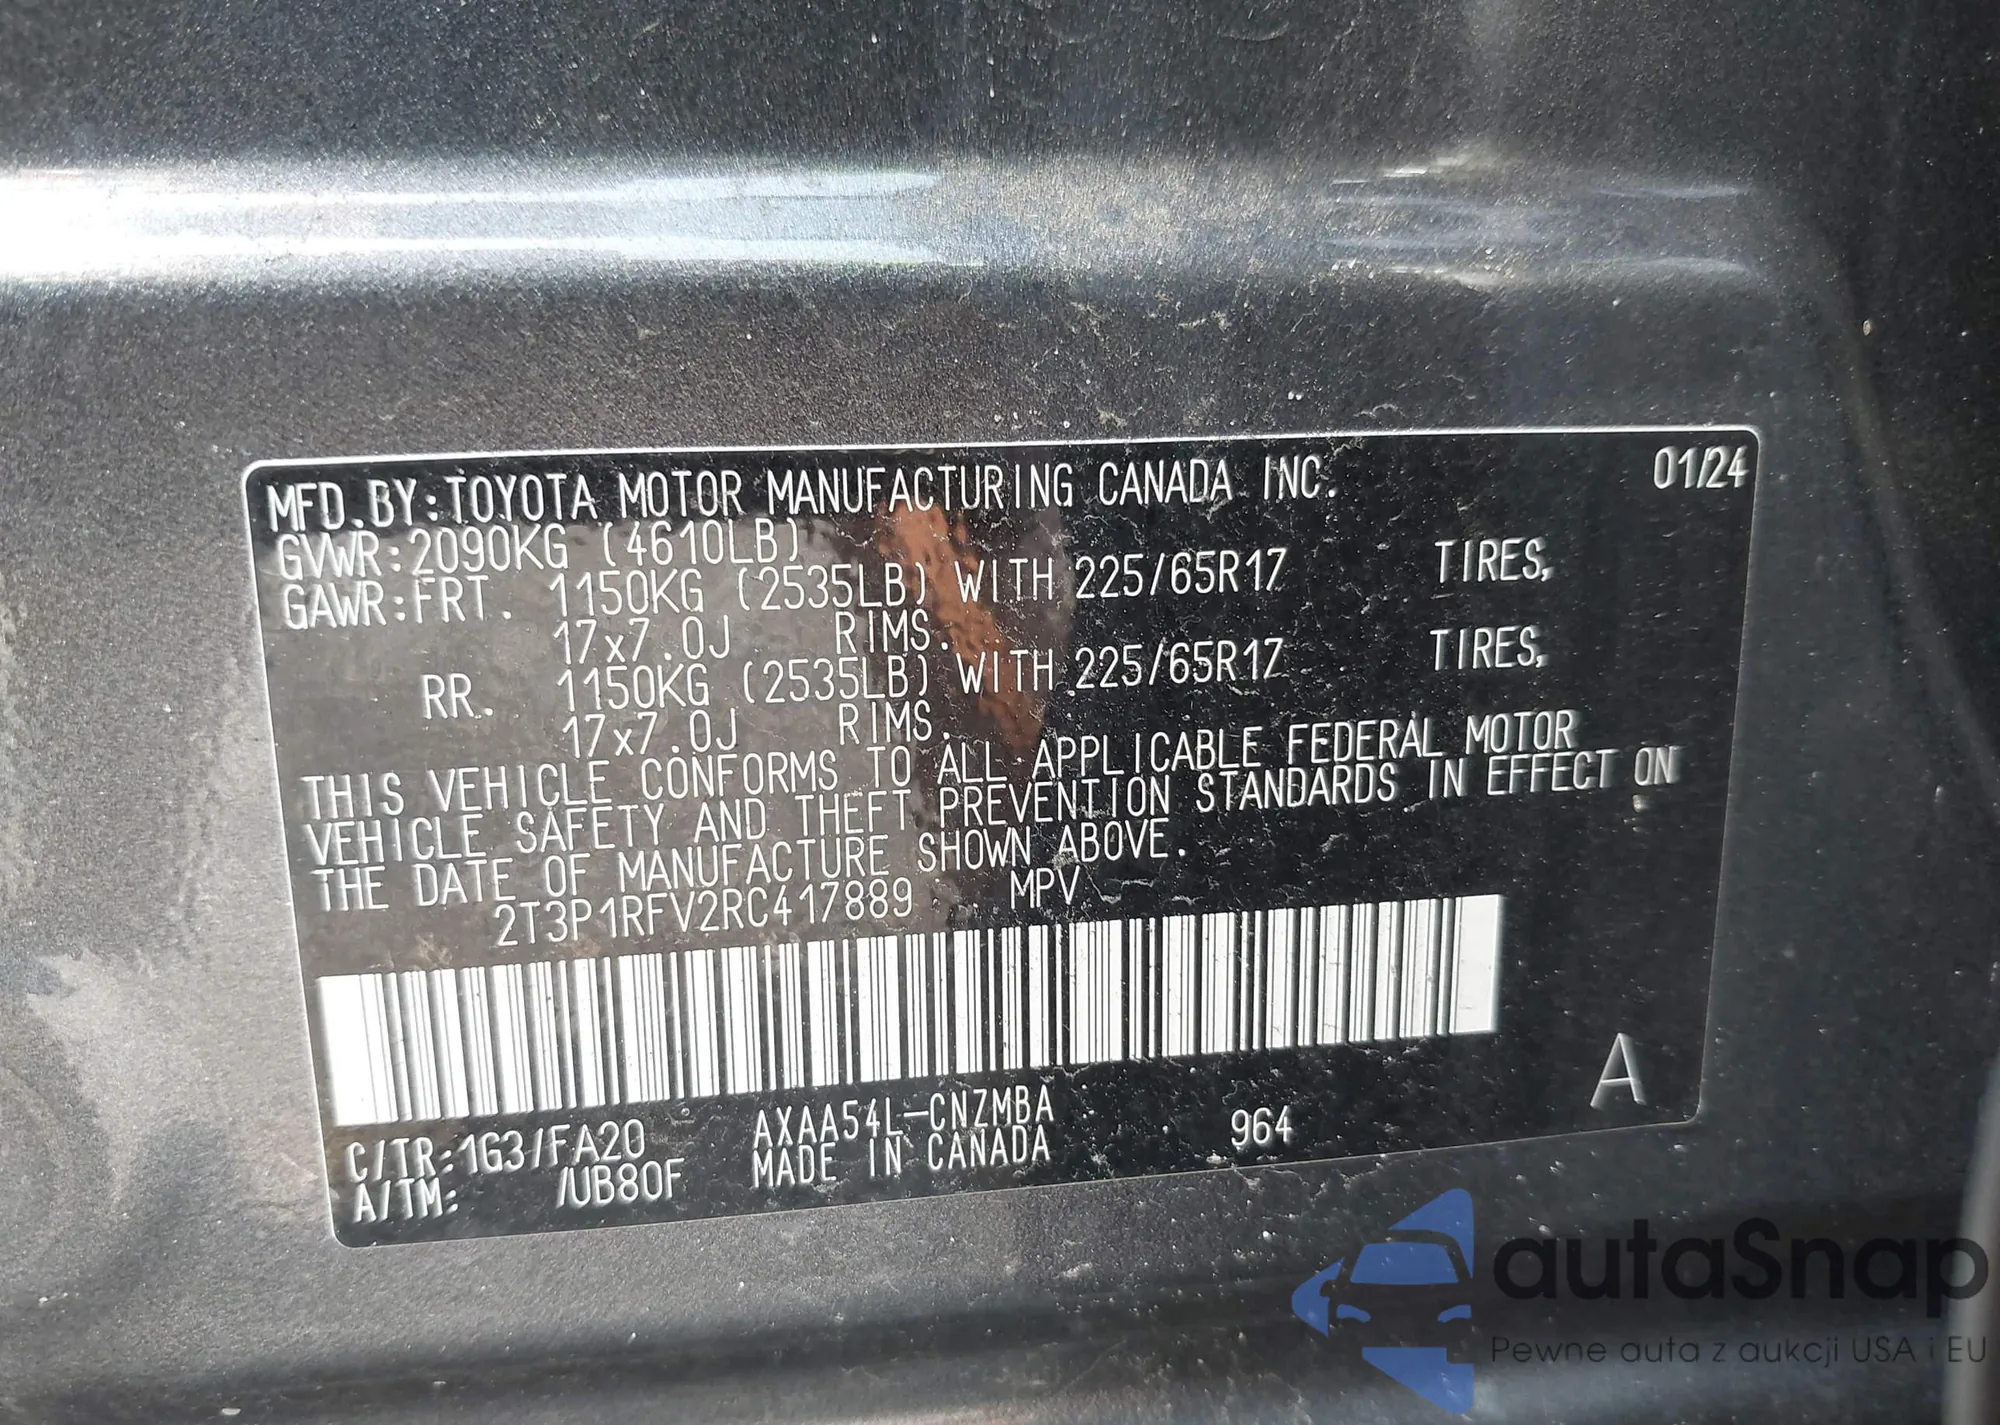 MFD.BY:TOYOTA MOTOR MANUFACTURING CANADA INC. 01/24
GVWR:2090KG (4610LB)
GAWR:FRT. 1150KG (2535LB) WITH 225/65R17 TIRES,
17x7.0J RIMS.
RR. 1150KG (2535LB) WITH 225/65R17 TIRES,
17x7.0J RIMS.
THIS VEHICLE CONFORMS TO ALL APPLICABLE FEDERAL MOTOR
VEHICLE SAFETY AND THEFT PREVENTION STANDARDS IN EFFECT ON
THE DATE OF MANUFACTURE SHOWN ABOVE.
2T3P1RFV2RC417889 MPV
C/TR:1G3/FA20 AXAA54L-CNZMBA 964 A
A/TM: /UB80F MADE IN CANADA
autaSnap
Pewne auta z aukcji USA i EU